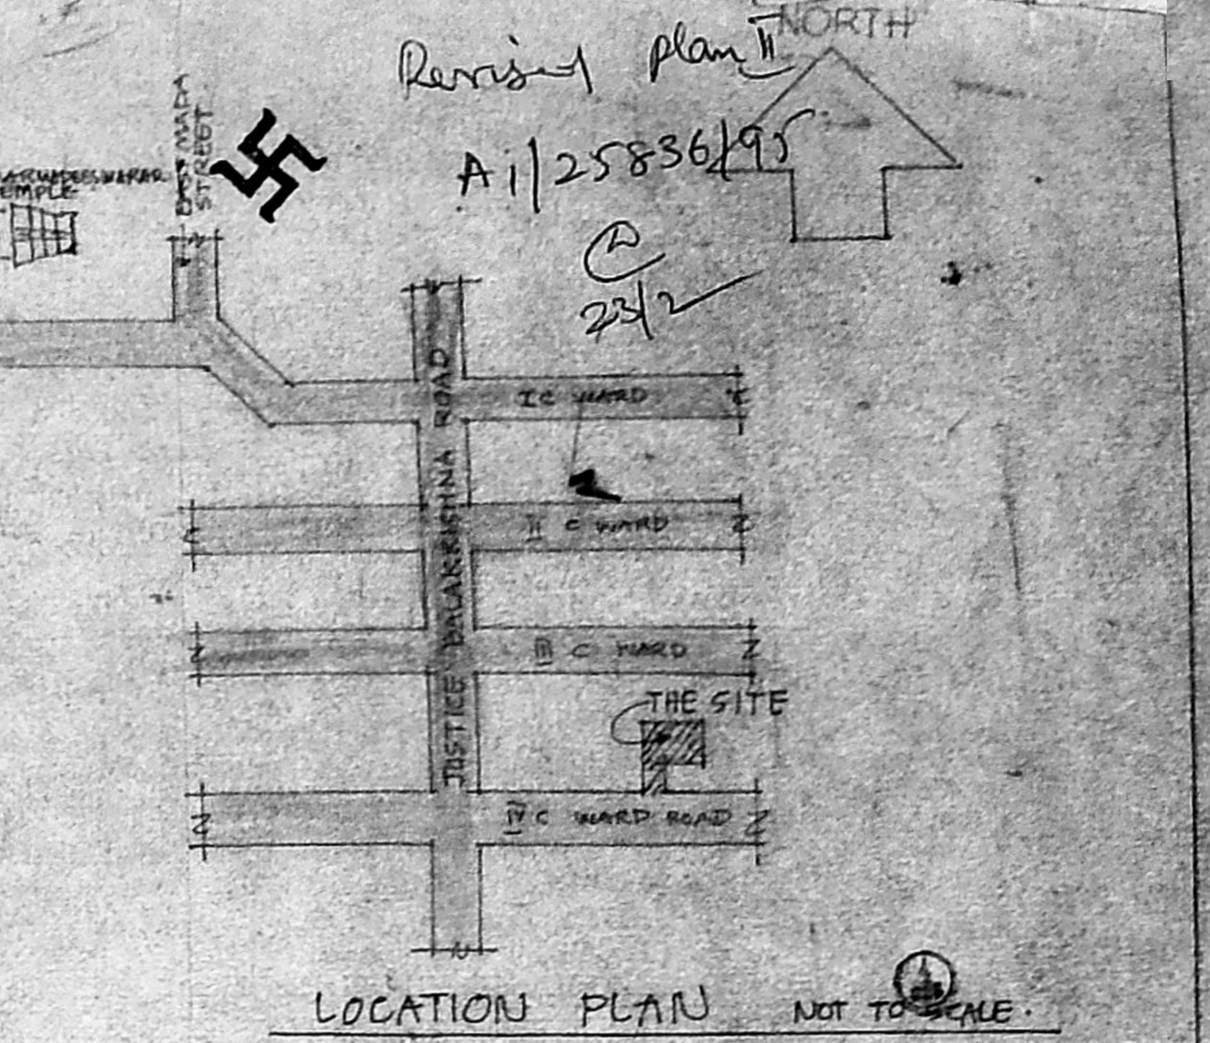 NORTH
Revised plan II
Ai/25836/95
23/2
EAST MADA
STREET
TEMPLE
JUSTICE BALAKRISHNA ROAD
I C WARD
II C WARD
III C WARD
THE SITE
IV C WARD ROAD
LOCATION PLAN NOT TO SCALE.